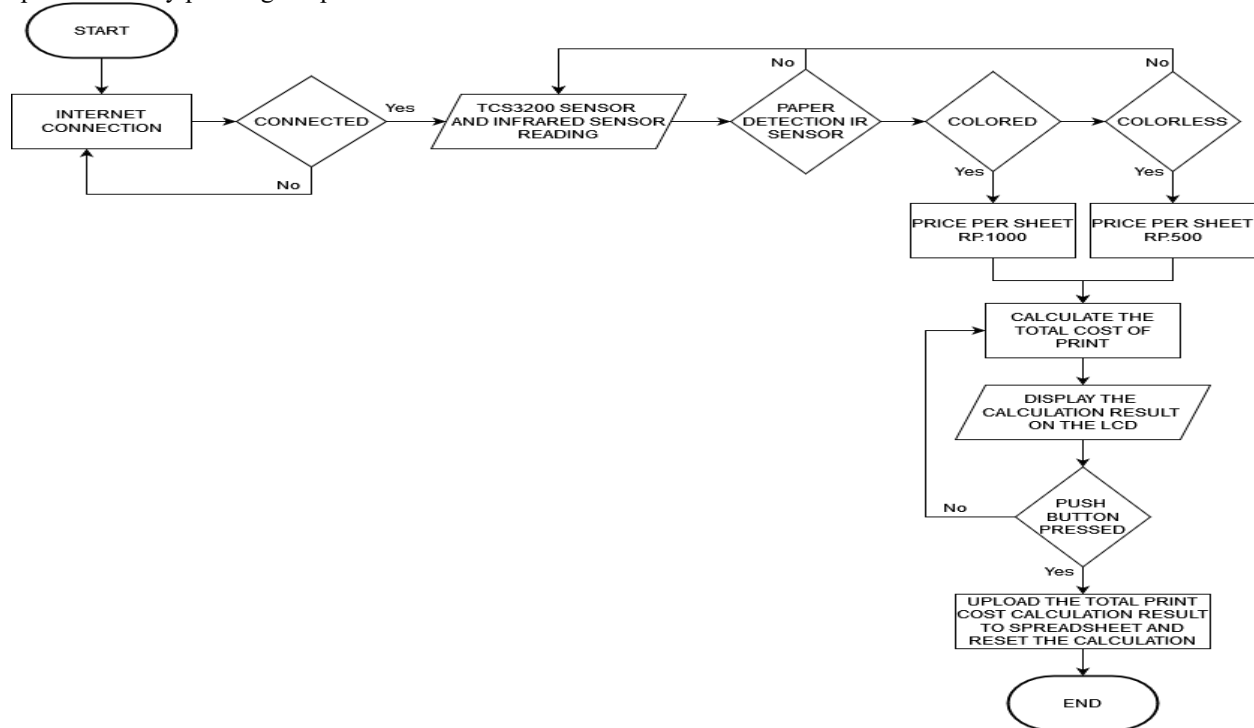 START
INTERNET
CONNECTION
CONNECTED
Yes
No
TCS3200 SENSOR
AND INFRARED SENSOR
READING
No
PAPER
DETECTION IR
SENSOR
COLORED
Yes
No
COLORLESS
Yes
PRICE PER SHEET
RP.1000
PRICE PER SHEET
RP.500
CALCULATE THE
TOTAL COST OF
PRINT
DISPLAY THE
CALCULATION RESULT
ON THE LCD
No
PUSH
BUTTON
PRESSED
Yes
UPLOAD THE TOTAL PRINT
COST CALCULATION RESULT
TO SPREADSHEET AND
RESET THE CALCULATION
END